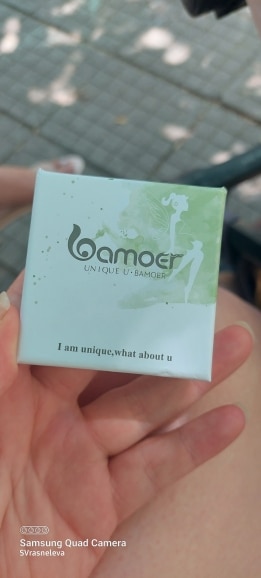 bamoer
UNIQUE U·BAMOER
I am unique,what about u
Samsung Quad Camera
SVrasneleva